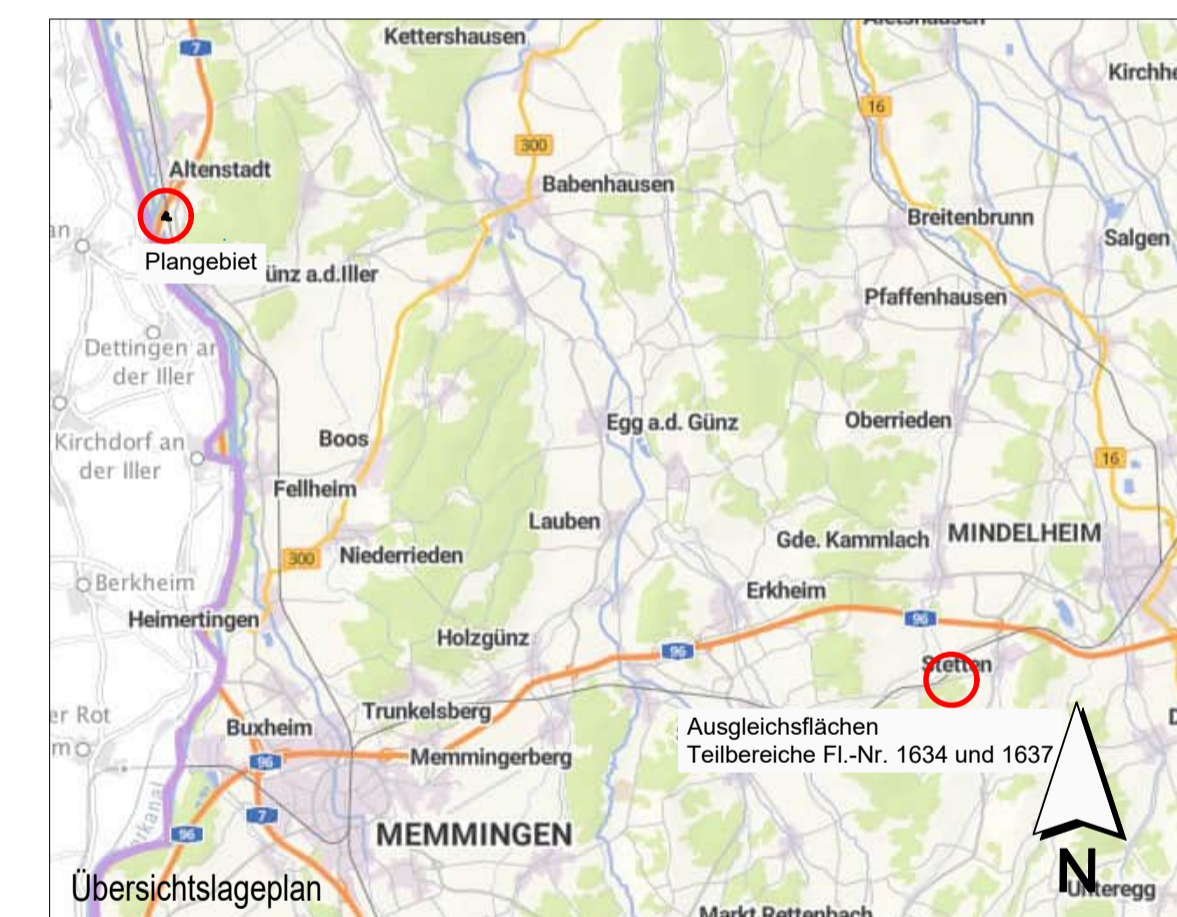 Kettershausen
7
Kirchhe
16
300
Altenstadt
Babenhausen
Breitenbrunn
Salgen
an
Plangebiet
ünz a.d.Iller
Pfaffenhausen
Dettingen an
der Iller
Egg a.d. Günz
Oberrieden
Kirchdorf an
der Iller
Boos
16
Fellheim
Lauben
Gde. Kammlach
MINDELHEIM
300
Niederrieden
Berkheim
Erkheim
Heimertingen
96
Holzgünz
96
Stetten
er Rot
Trunkelsberg
Buxheim
Ausgleichsflächen
Teilbereiche Fl.-Nr. 1634 und 1637
m
96
Memmingerberg
7
96
MEMMINGEN
N
Übersichtslageplan
Unteregg
Markt Rettenbach